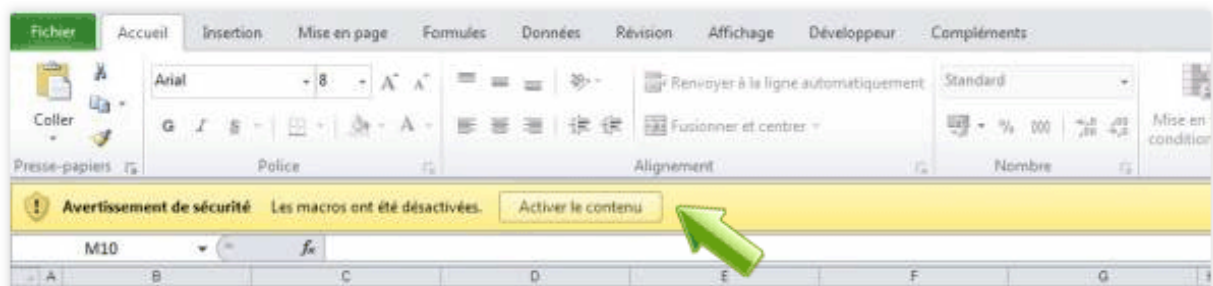 Fichier Accueil Insertion Mise en page Formules Données Révision Affichage Développeur Compléments
Arial 8 A A Renvoyer à la ligne automatiquement Standard
Coller G I S A Fusionner et centrer % 000 Mise en
condition
Presse-papiers Police Alignement Nombre
Avertissement de sécurité Les macros ont été désactivées. Activer le contenu
M10 fx
A B C D E F G